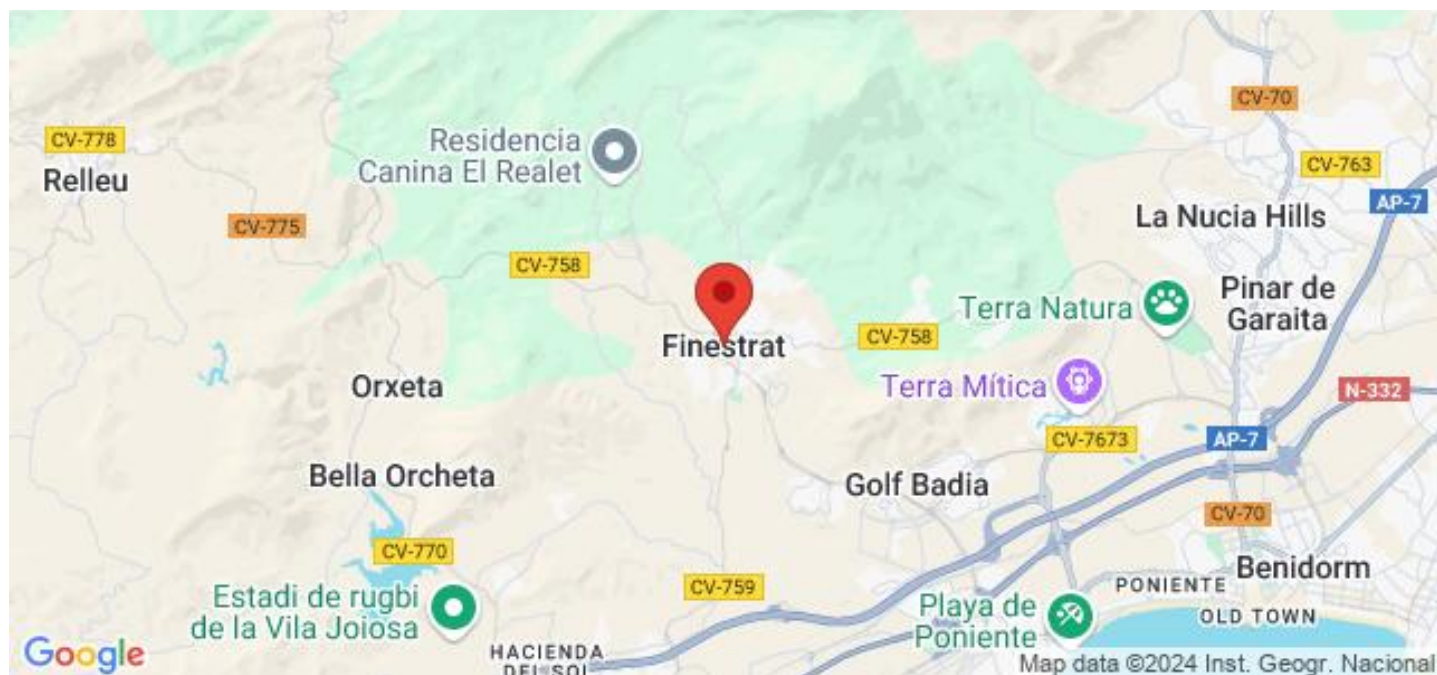 CV-70
CV-778
Residencia
Canina El Realet
CV-763
Relleu
AP-7
CV-775
La Nucia Hills
CV-758
Terra Natura
Pinar de
Garaita
CV-758
Finestrat
Orxeta
Terra Mítica
N-332
CV-7673
AP-7
Bella Orcheta
Golf Badia
CV-70
CV-770
Benidorm
CV-759
PONIENTE
Estadi de rugbi
de la Vila Joiosa
Playa de
Poniente
OLD TOWN
HACIENDA
DEL SOL
Google
Map data ©2024 Inst. Geogr. Nacional